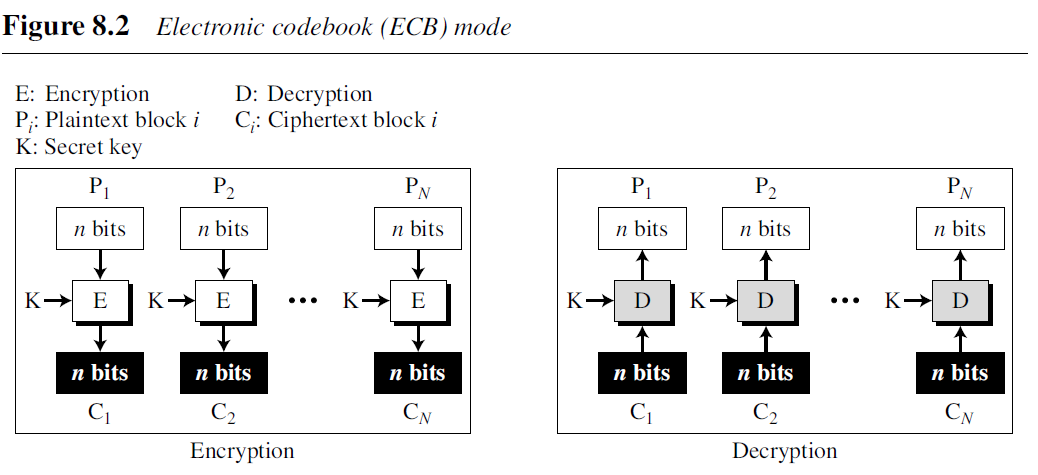 Figure 8.2 Electronic codebook (ECB) mode
E: Encryption D: Decryption
Pi: Plaintext block i Ci: Ciphertext block i
K: Secret key
P1 P2 PN
n bits n bits n bits
K E K E ••• K E
n bits n bits n bits
C1 C2 CN
Encryption
P1 P2 PN
n bits n bits n bits
K D K D ••• K D
n bits n bits n bits
C1 C2 CN
Decryption